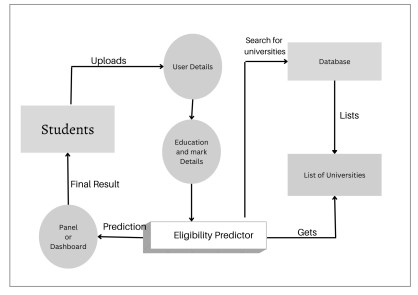 Search for
universities
Uploads
User Details
Database
Students
Education
and mark
Details
Lists
List of Universities
Final Result
Panel
or
Dashboard
Prediction
Eligibility Predictor
Gets